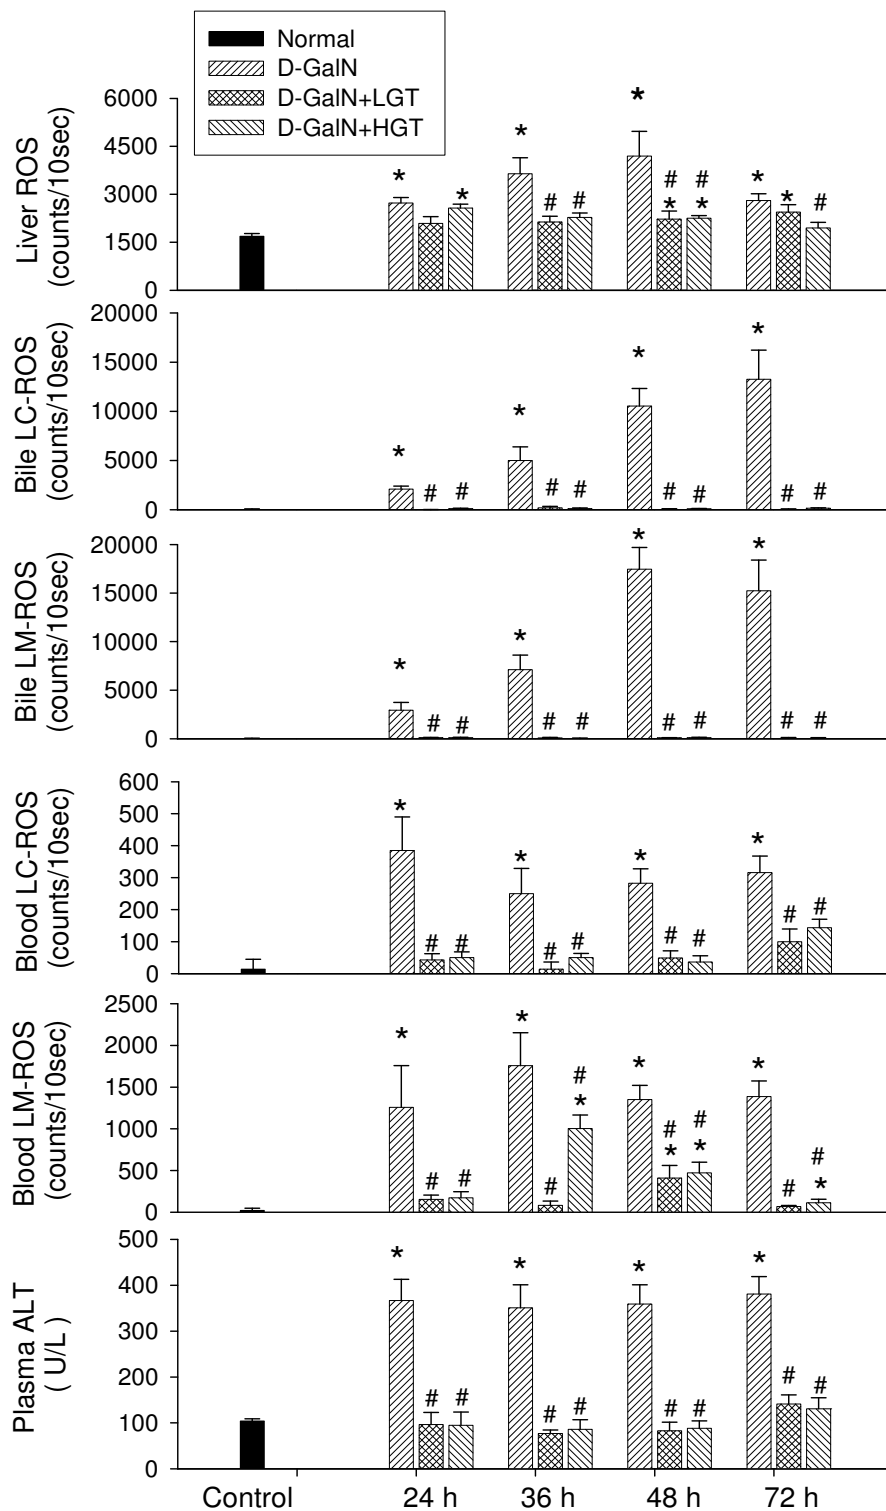 Normal
D-GalN
D-GalN+LGT
D-GalN+HGT
Liver ROS
(counts/10sec)
6000
4500
3000
1500
0
* * * # # * # # * * * * #
Bile LC-ROS
(counts/10sec)
20000
15000
10000
5000
0
* # # * # # * # # * # #
Bile LM-ROS
(counts/10sec)
20000
15000
10000
5000
0
* # # * # # * # # * # #
Blood LC-ROS
(counts/10sec)
600
500
400
300
200
100
0
* # # * # # * # # * # #
Blood LM-ROS
(counts/10sec)
2500
2000
1500
1000
500
0
* # # * # # * * # * # * * # # *
Plasma ALT
( U/L )
500
400
300
200
100
0
* # # * # # * # # * # #
Control 24 h 36 h 48 h 72 h